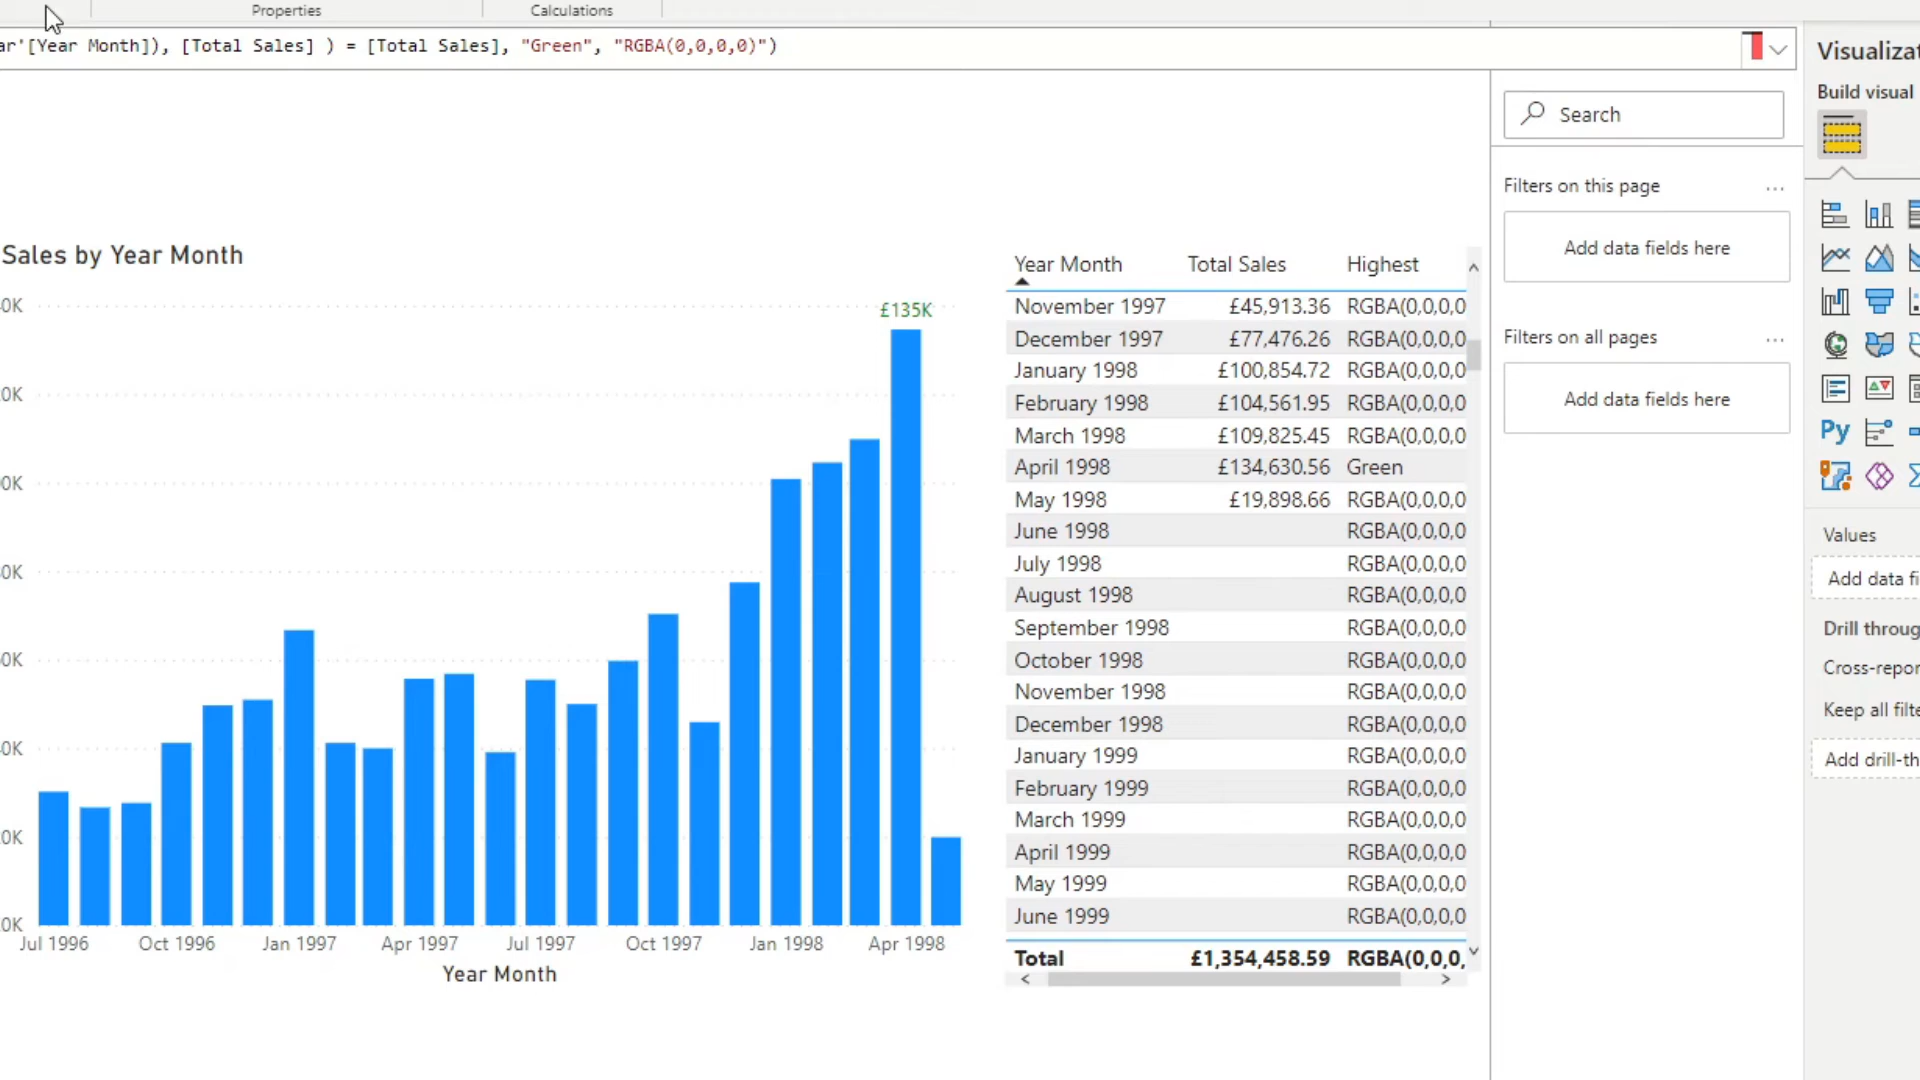 Properties
Calculations
ar'[Year Month]), [Total Sales] ) = [Total Sales], "Green", "RGBA(0,0,0,0)")
Sales by Year Month
£135K
0K
0K
0K
0K
0K
0K
0K
0K
Jul 1996
Oct 1996
Jan 1997
Apr 1997
Jul 1997
Oct 1997
Jan 1998
Apr 1998
Year Month
Year Month Total Sales Highest
November 1997 £45,913.36 RGBA(0,0,0,0
December 1997 £77,476.26 RGBA(0,0,0,0
January 1998 £100,854.72 RGBA(0,0,0,0
February 1998 £104,561.95 RGBA(0,0,0,0
March 1998 £109,825.45 RGBA(0,0,0,0
April 1998 £134,630.56 Green
May 1998 £19,898.66 RGBA(0,0,0,0
June 1998 RGBA(0,0,0,0
July 1998 RGBA(0,0,0,0
August 1998 RGBA(0,0,0,0
September 1998 RGBA(0,0,0,0
October 1998 RGBA(0,0,0,0
November 1998 RGBA(0,0,0,0
December 1998 RGBA(0,0,0,0
January 1999 RGBA(0,0,0,0
February 1999 RGBA(0,0,0,0
March 1999 RGBA(0,0,0,0
April 1999 RGBA(0,0,0,0
May 1999 RGBA(0,0,0,0
June 1999 RGBA(0,0,0,0
Total £1,354,458.59 RGBA(0,0,0,
Search
Filters on this page
...
Add data fields here
Filters on all pages
...
Add data fields here
Visualizat
Build visual
Py
Values
Add data fi
Drill throug
Cross-repor
Keep all filte
Add drill-th